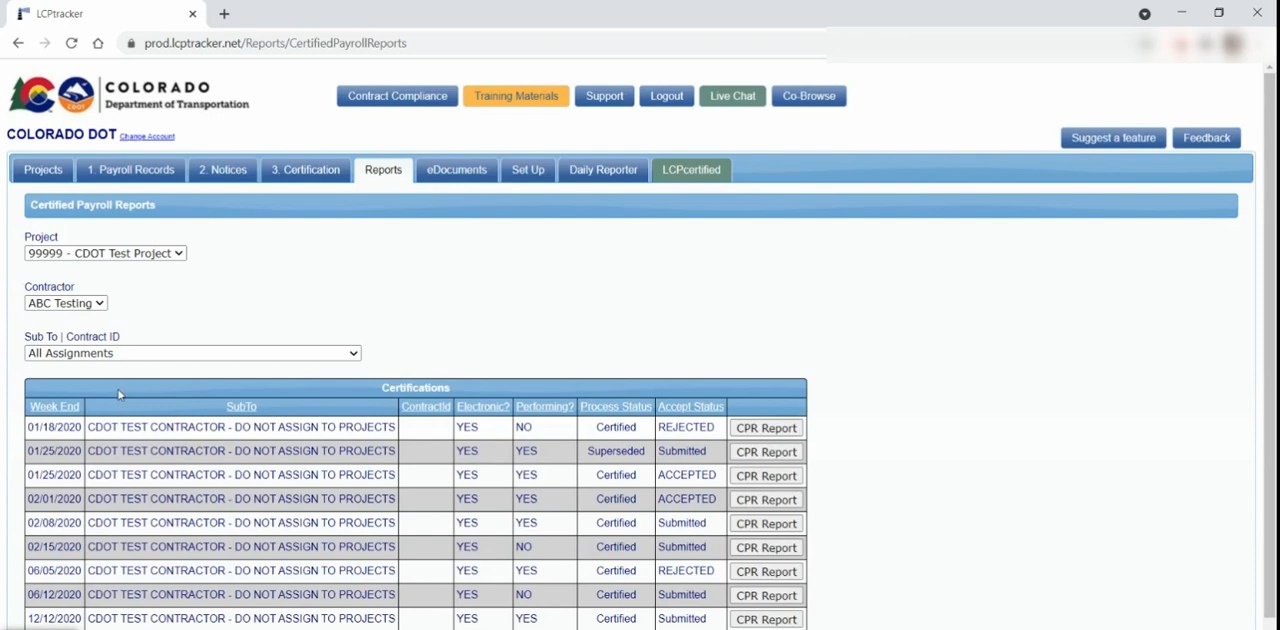 LCPtracker
prod.lcptracker.net/Reports/CertifiedPayrollReports
COLORADO
Department of Transportation
CDOT
Contract Compliance Training Materials Support Logout Live Chat Co-Browse
COLORADO DOT Change Account
Suggest a feature Feedback
Projects 1. Payroll Records 2. Notices 3. Certification Reports eDocuments Set Up Daily Reporter LCPcertified
Certified Payroll Reports
Project
99999 - CDOT Test Project
Contractor
ABC Testing
Sub To | Contract ID
All Assignments
Certifications
Week End SubTo ContractId Electronic? Performing? Process Status Accept Status
01/18/2020 CDOT TEST CONTRACTOR - DO NOT ASSIGN TO PROJECTS YES NO Certified REJECTED CPR Report
01/25/2020 CDOT TEST CONTRACTOR - DO NOT ASSIGN TO PROJECTS YES YES Superseded Submitted CPR Report
01/25/2020 CDOT TEST CONTRACTOR - DO NOT ASSIGN TO PROJECTS YES YES Certified ACCEPTED CPR Report
02/01/2020 CDOT TEST CONTRACTOR - DO NOT ASSIGN TO PROJECTS YES YES Certified ACCEPTED CPR Report
02/08/2020 CDOT TEST CONTRACTOR - DO NOT ASSIGN TO PROJECTS YES YES Certified Submitted CPR Report
02/15/2020 CDOT TEST CONTRACTOR - DO NOT ASSIGN TO PROJECTS YES NO Certified Submitted CPR Report
06/05/2020 CDOT TEST CONTRACTOR - DO NOT ASSIGN TO PROJECTS YES YES Certified REJECTED CPR Report
06/12/2020 CDOT TEST CONTRACTOR - DO NOT ASSIGN TO PROJECTS YES NO Certified Submitted CPR Report
12/12/2020 CDOT TEST CONTRACTOR - DO NOT ASSIGN TO PROJECTS YES YES Certified Submitted CPR Report